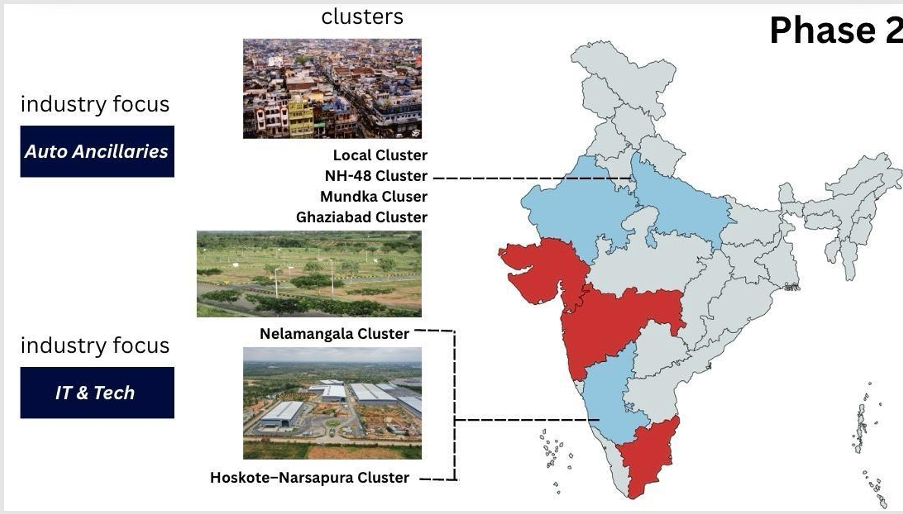 clusters
Phase 2
industry focus
Auto Ancillaries
Local Cluster
NH-48 Cluster
Mundka Cluser
Ghaziabad Cluster
Nelamangala Cluster
industry focus
IT & Tech
Hoskote–Narsapura Cluster